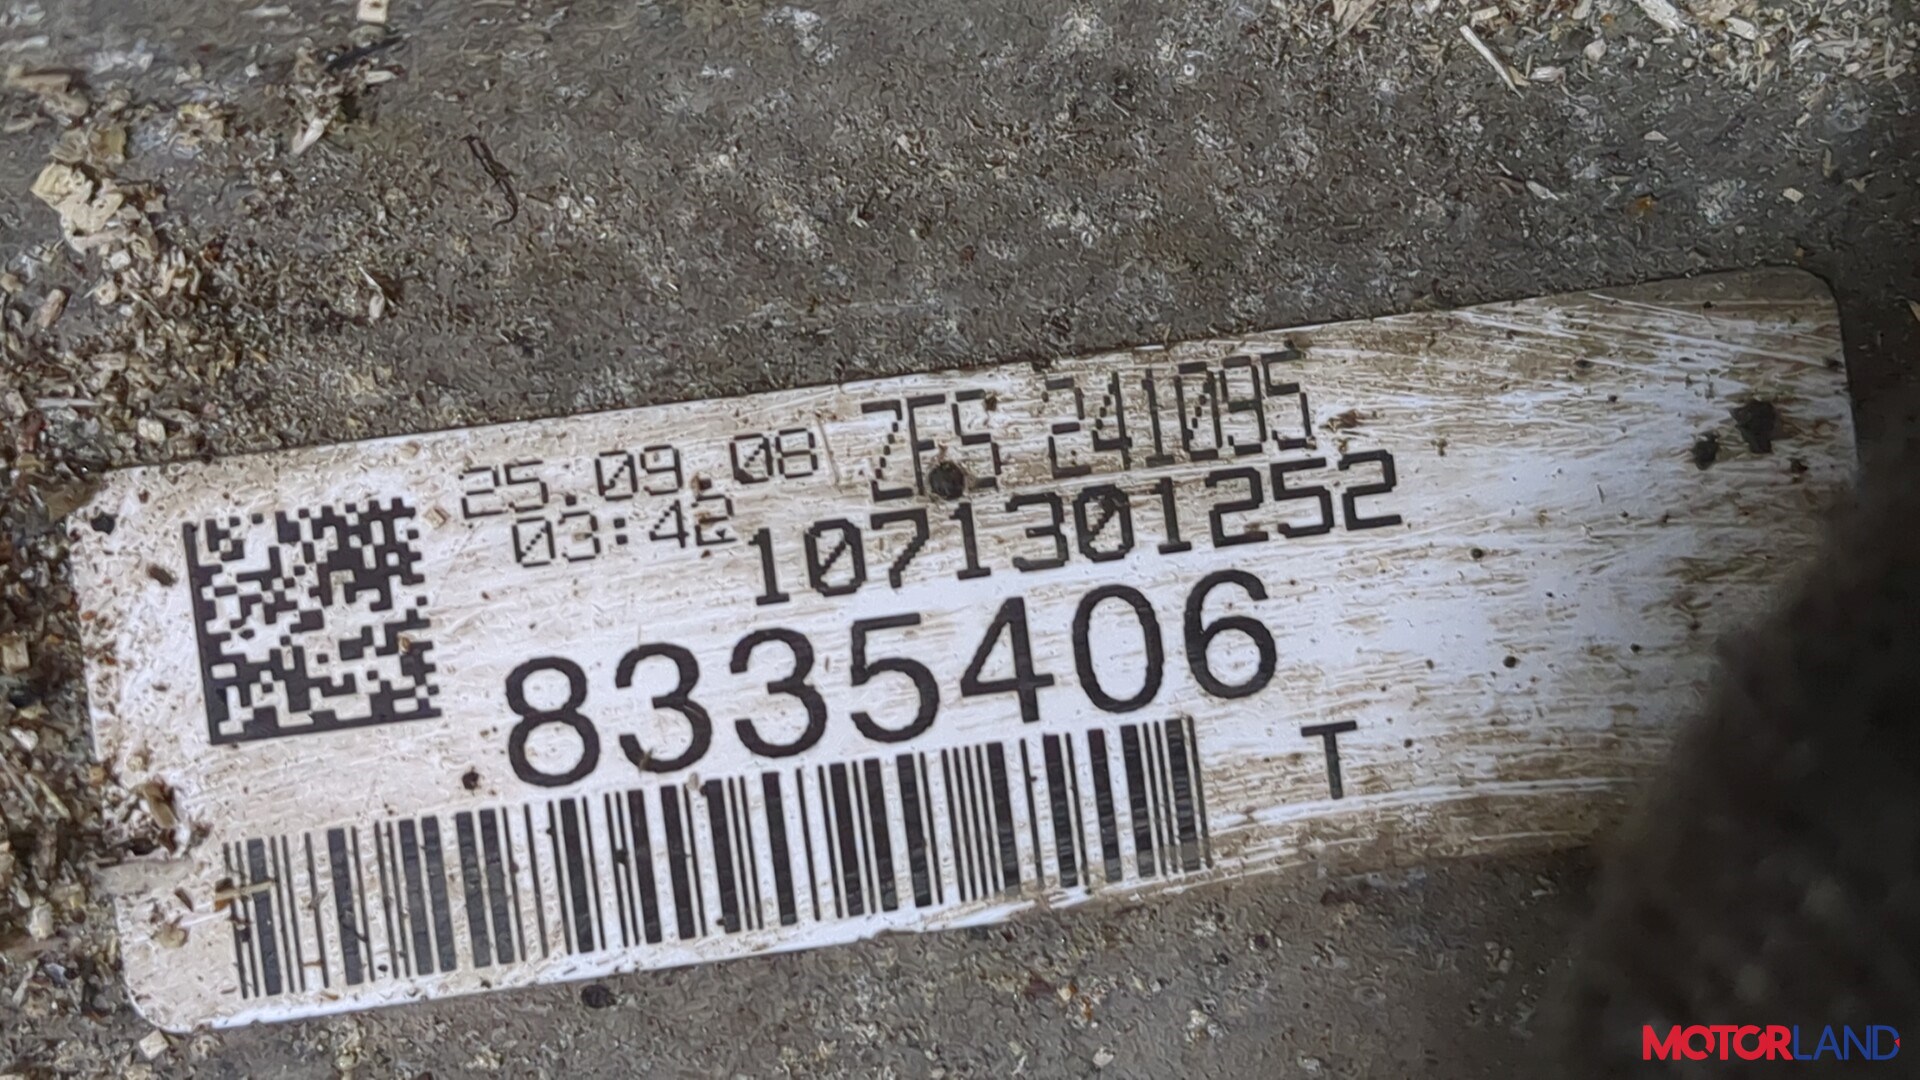 25.09.08 ZFS 241095
03:42 1071301252
8335406
T
MOTORLAND